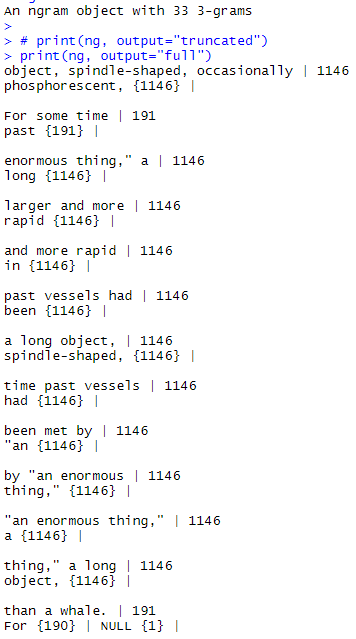 An ngram object with 33 3-grams
>
> # print(ng, output="truncated")
> print(ng, output="full")
object, spindle-shaped, occasionally | 1146
phosphorescent, {1146} |
For some time | 191
past {191} |
enormous thing," a | 1146
long {1146} |
larger and more | 1146
rapid {1146} |
and more rapid | 1146
in {1146} |
past vessels had | 1146
been {1146} |
a long object, | 1146
spindle-shaped, {1146} |
time past vessels | 1146
had {1146} |
been met by | 1146
"an {1146} |
by "an enormous | 1146
thing," {1146} |
"an enormous thing," | 1146
a {1146} |
thing," a long | 1146
object, {1146} |
than a whale. | 191
For {190} | NULL {1} |